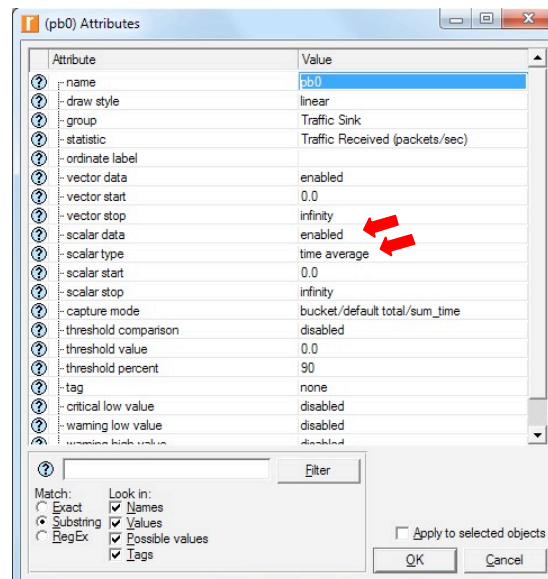 (pb0) Attributes
Attribute Value
name pb0
draw style linear
group Traffic Sink
statistic Traffic Received (packets/sec)
ordinate label
vector data enabled
vector start 0.0
vector stop infinity
scalar data enabled
scalar type time average
scalar start 0.0
scalar stop infinity
capture mode bucket/default total/sum_time
threshold comparison disabled
threshold value 0.0
threshold percent 90
tag none
critical low value disabled
warning low value disabled
warning high value disabled
Filter
Match: Look in:
Exact Names
Substring Values
RegEx Possible values
Tags
Apply to selected objects
OK Cancel